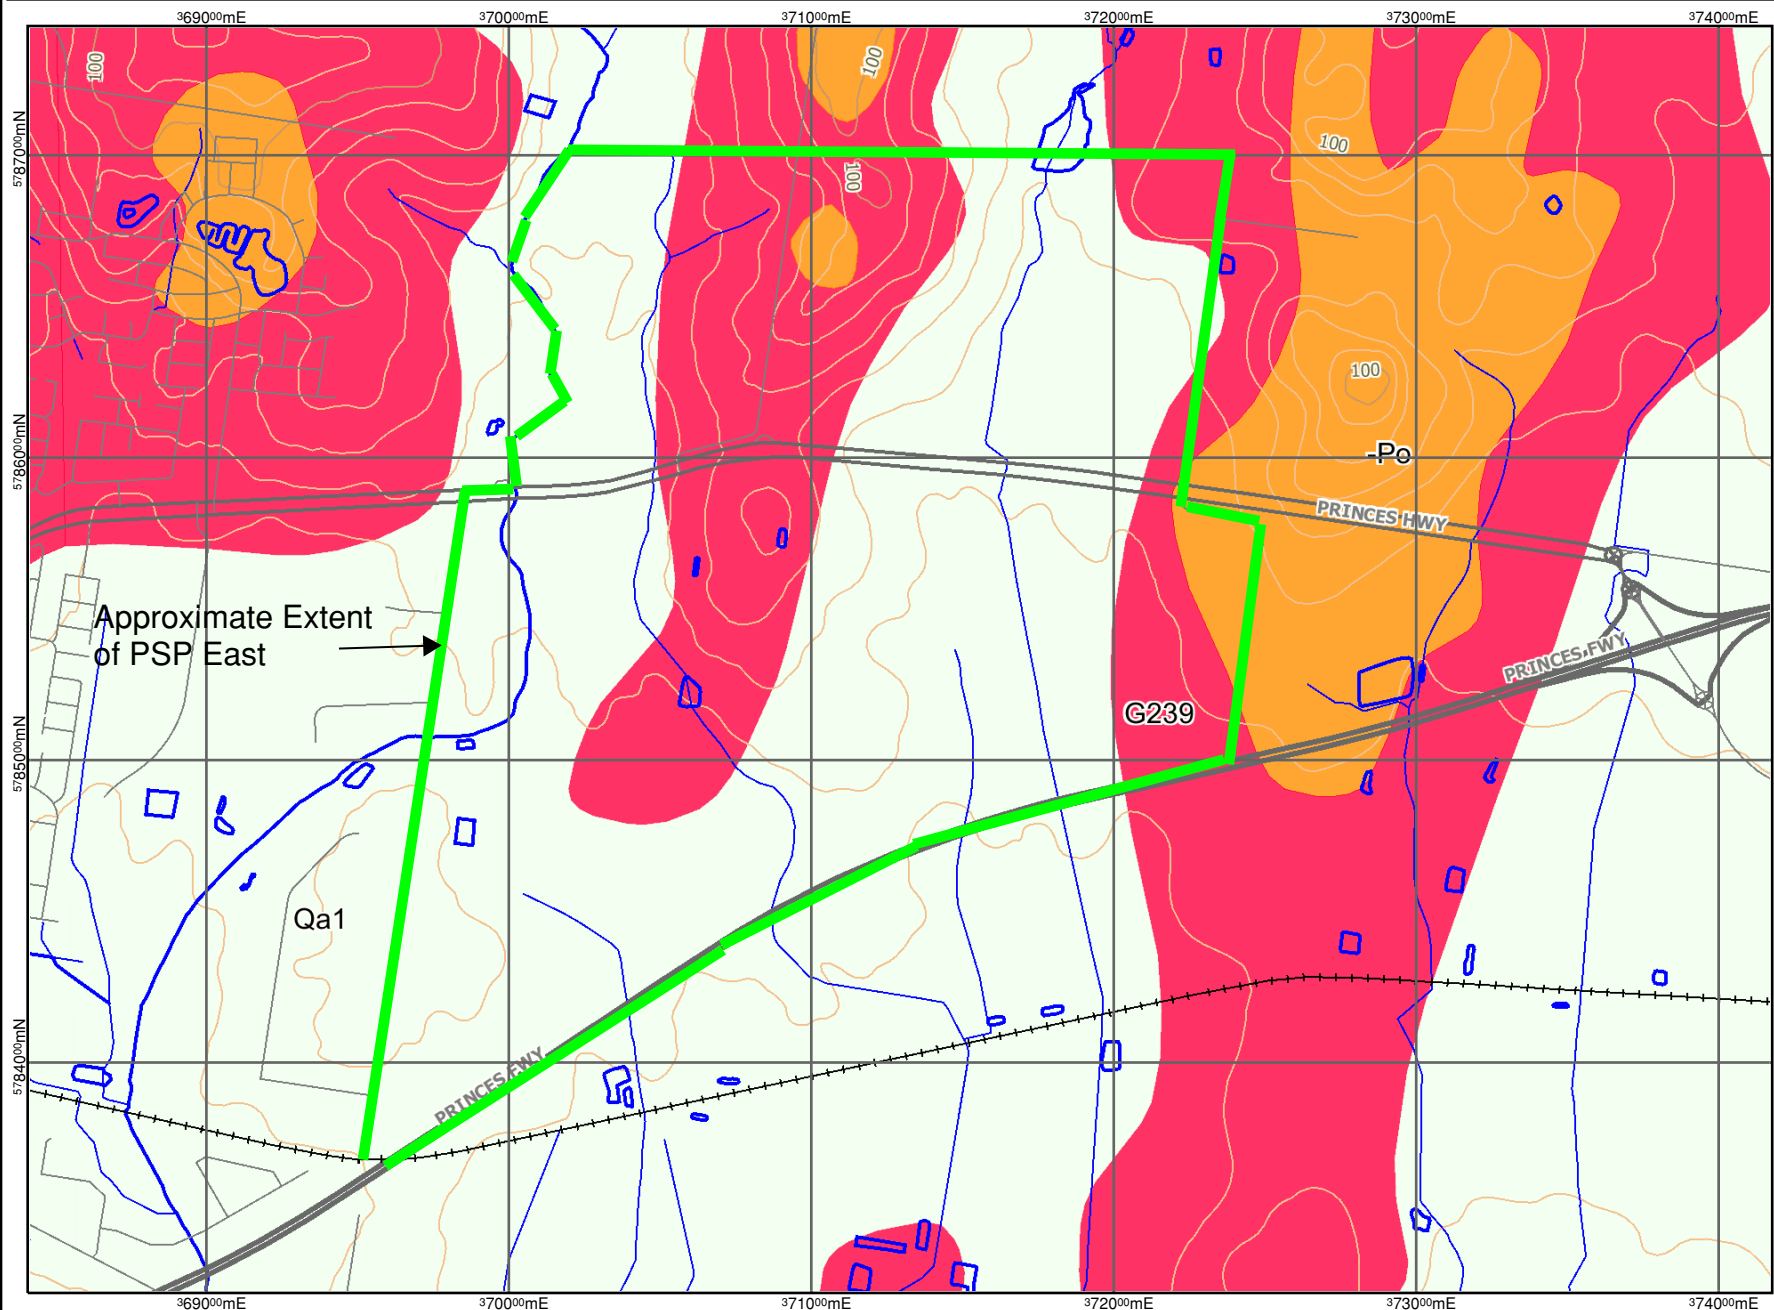 ³69⁰⁰⁰mE ³70⁰⁰⁰mE ³71⁰⁰⁰mE ³72⁰⁰⁰mE ³73⁰⁰⁰mE ³74⁰⁰⁰mE
100
100
5787⁰⁰⁰mN
100
100
100
5786⁰⁰⁰mN
-Po
PRINCES HWY
Approximate Extent
of PSP East
PRINCES FWY
G239
5785⁰⁰⁰mN
Qa1
5784⁰⁰⁰mN
PRINCES FWY
³69⁰⁰⁰mE ³70⁰⁰⁰mE ³71⁰⁰⁰mE ³72⁰⁰⁰mE ³73⁰⁰⁰mE ³74⁰⁰⁰mE